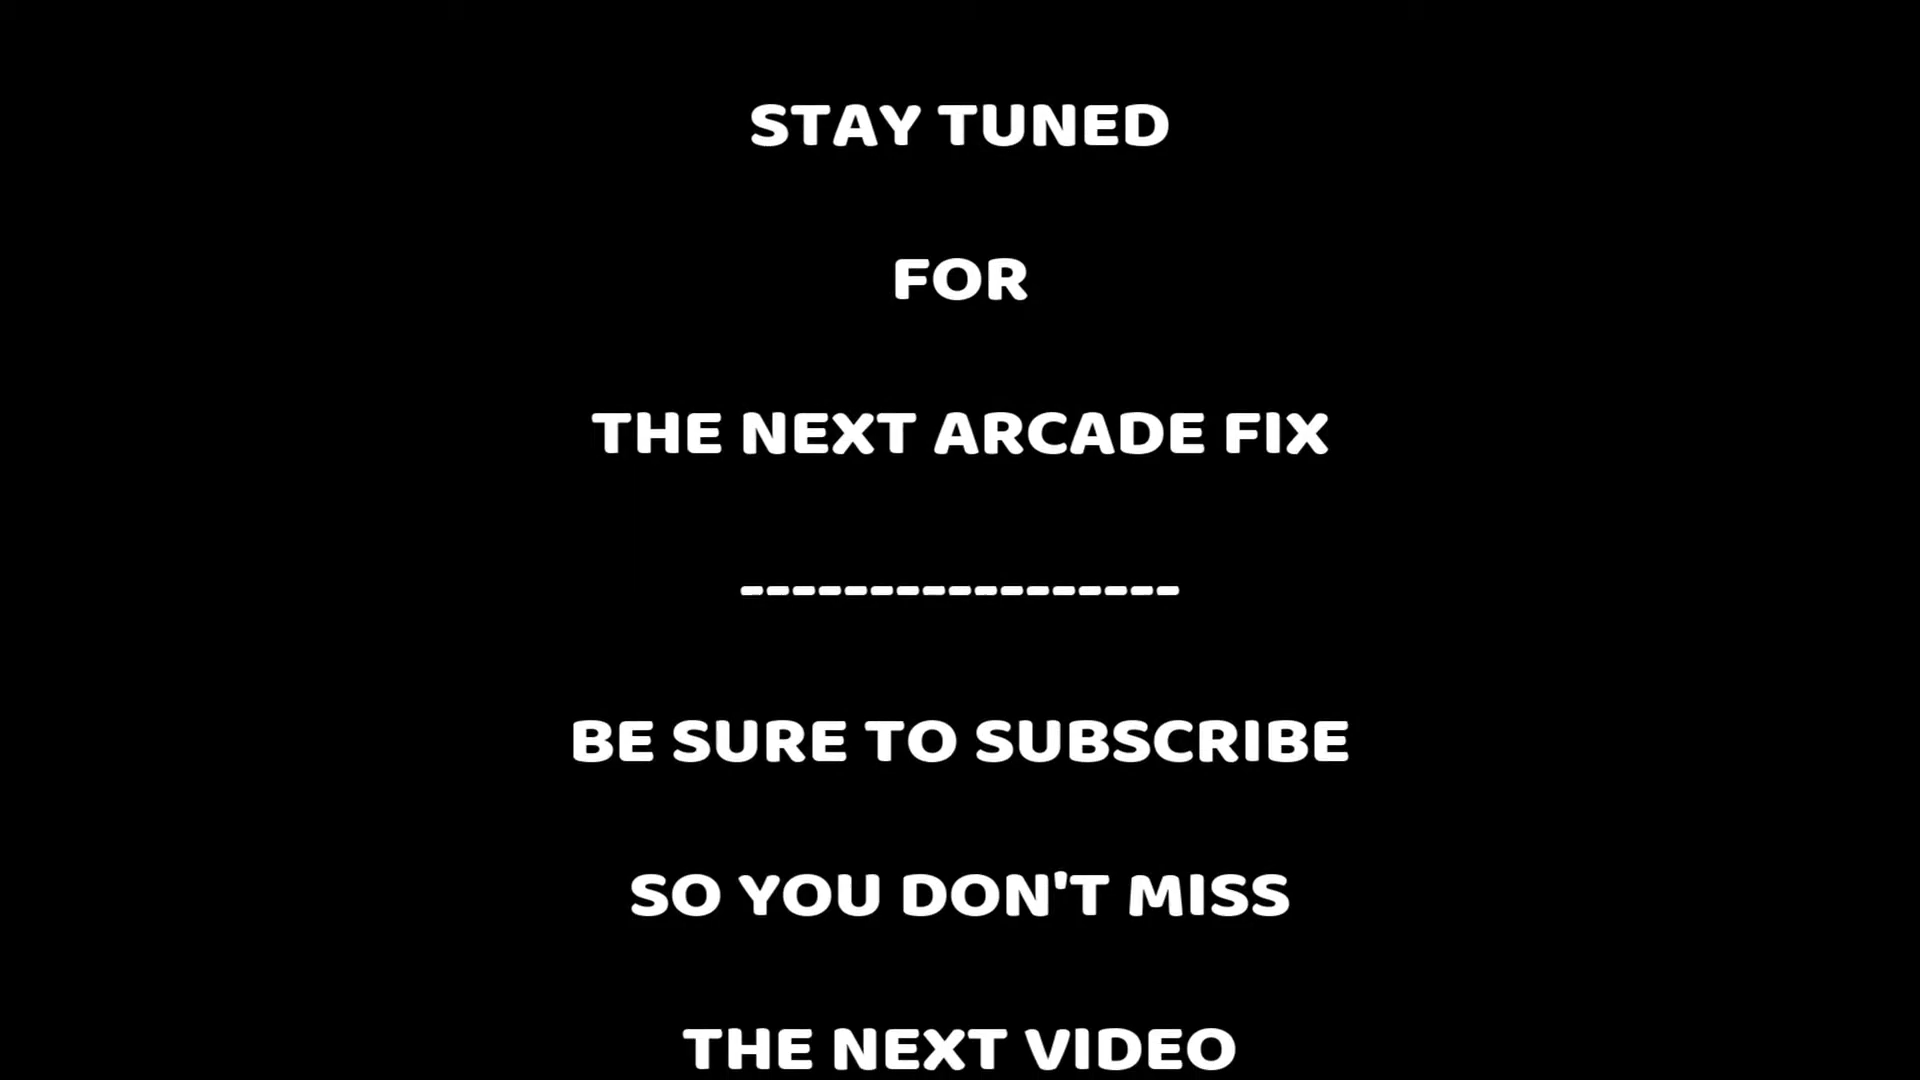 STAY TUNED
FOR
THE NEXT ARCADE FIX
-----------------
BE SURE TO SUBSCRIBE
SO YOU DON'T MISS
THE NEXT VIDEO